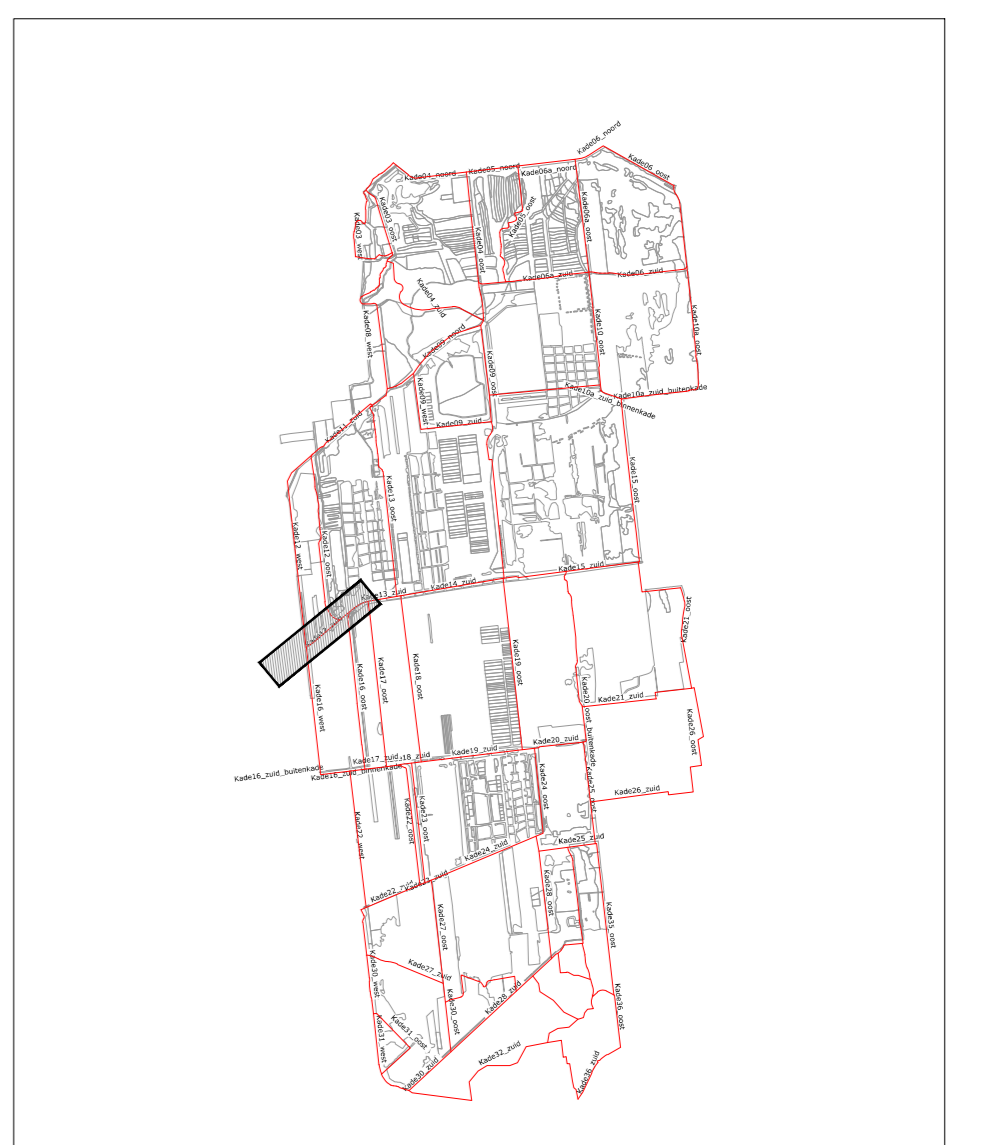 Kade06_noord
Kade04_noord
Kade05_noord
Kade06a_noord
Kade06_oost
Kade03_west
Kade03_oost
Kade04_oost
Kade05_oost
Kade06a_oost
Kade04_zuid
Kade06a_zuid
Kade06_zuid
Kade08_west
Kade09_noord
Kade10_oost
Kade10a_oost
Kade09_west
Kade09_oost
Kade09_zuid
Kade10a_zuid_buitenkade
Kade10a_zuid_binnenkade
Kade11_zuid
Kade12_west
Kade12_oost
Kade13_oost
Kade15_oost
Kade13_zuid
Kade14_zuid
Kade15_zuid
Kade16_west
Kade16_oost
Kade17_oost
Kade18_oost
Kade19_oost
Kade20_oost_buitenkade
Kade21_oost
Kade21_zuid
Kade26_oost
Kade16_zuid_buitenkade
Kade16_zuid_binnenkade
Kade17_zuid
18_zuid
Kade19_zuid
Kade20_zuid
Kade22_west
Kade22_oost
Kade23_oost
Kade24_oost
Kade25_oost
Kade26_zuid
Kade24_zuid
Kade25_zuid
Kade22_zuid
Kade23_zuid
Kade27_oost
Kade28_oost
Kade35_oost
Kade30_west
Kade27_zuid
Kade28_zuid
Kade30_oost
Kade31_west
Kade31_oost
Kade36_oost
Kade30_zuid
Kade32_zuid
Kade36_zuid